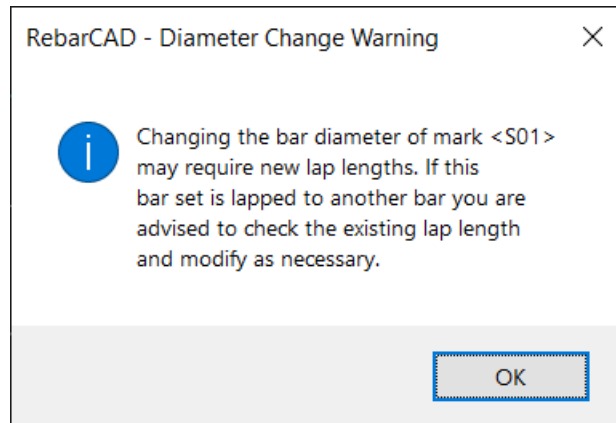 RebarCAD - Diameter Change Warning
Changing the bar diameter of mark <S01>
may require new lap lengths. If this
bar set is lapped to another bar you are
advised to check the existing lap length
and modify as necessary.
OK